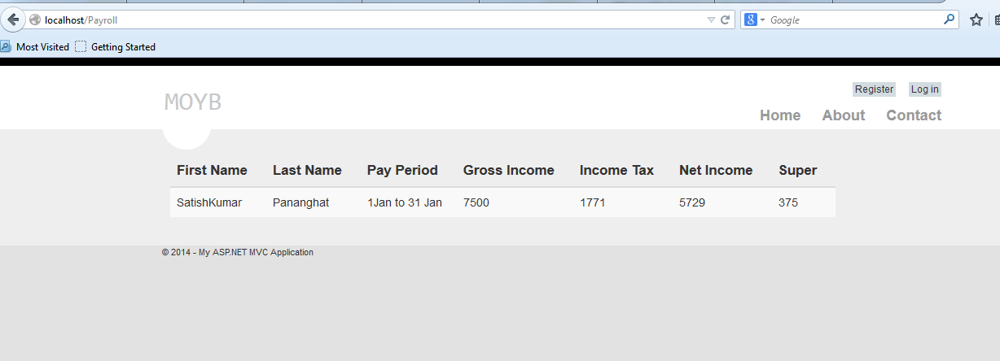 localhost/Payroll
Google
Most Visited Getting Started
Register Log in
MOYB
Home About Contact
First Name Last Name Pay Period Gross Income Income Tax Net Income Super
SatishKumar Pananghat 1Jan to 31 Jan 7500 1771 5729 375
© 2014 - My ASP.NET MVC Application